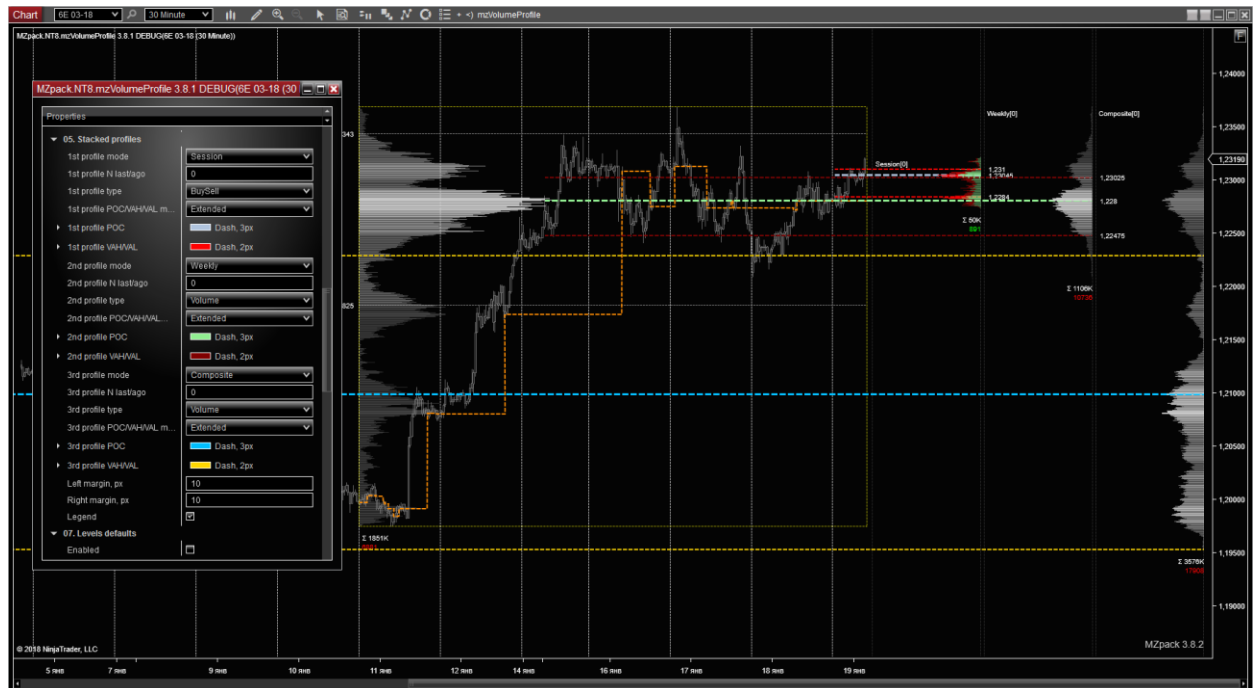 Chart 6E 03-18 30 Minute mzVolumeProfile
MZpack.NT8.mzVolumeProfile 3.8.1 DEBUG(6E 03-18 (30 Minute))
F
MZpack.NT8.mzVolumeProfile 3.8.1 DEBUG(6E 03-18 (30
Properties
05. Stacked profiles
1st profile mode Session
1st profile N last/ago 0
1st profile type BuySell
1st profile POC/VAH/VAL m... Extended
1st profile POC Dash, 3px
1st profile VAH/VAL Dash, 2px
2nd profile mode Weekly
2nd profile N last/ago 0
2nd profile type Volume
2nd profile POC/VAH/VAL... Extended
2nd profile POC Dash, 3px
2nd profile VAH/VAL Dash, 2px
3rd profile mode Composite
3rd profile N last/ago 0
3rd profile type Volume
3rd profile POC/VAH/VAL m... Extended
3rd profile POC Dash, 3px
3rd profile VAH/VAL Dash, 2px
Left margin, px 10
Right margin, px 10
Legend
07. Levels defaults
Enabled
343
825
Σ 1851K
Session[0]
1,231
1,23045
1,2284
Σ 50K
891
Weekly[0]
1,23025
1,228
1,22475
Σ 1106K
10736
Composite[0]
Σ 3576K
17908
1,24000
1,23500
1,23190
1,23000
1,22500
1,22000
1,21500
1,21000
1,20500
1,20000
1,19500
1,19000
MZpack 3.8.2
© 2018 NinjaTrader, LLC
5 янв 7 янв 9 янв 10 янв 11 янв 12 янв 14 янв 16 янв 17 янв 18 янв 19 янв